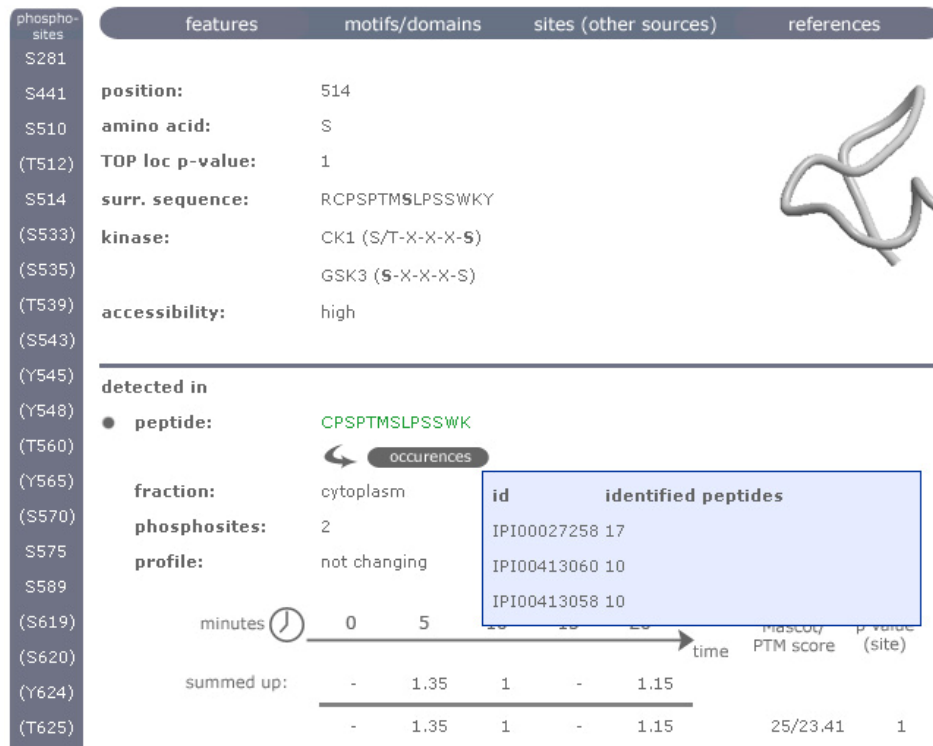 phospho-
sites
features motifs/domains sites (other sources) references
S281
S441
S510
(T512)
S514
(S533)
(S535)
(T539)
(S543)
(Y545)
(Y548)
(T560)
(Y565)
(S570)
S575
S589
(S619)
(S620)
(Y624)
(T625)
position: 514
amino acid: S
TOP loc p-value: 1
surr. sequence: RCPSPTMSLPSSWKY
kinase: CK1 (S/T-X-X-X-S)
GSK3 (S-X-X-X-S)
accessibility: high
detected in
peptide: CPSPTMSLPSSWK
occurences
fraction: cytoplasm
phosphosites: 2
profile: not changing
id identified peptides
IPI00027258 17
IPI00413060 10
IPI00413058 10
minutes 0 5
time
PTM score (site)
summed up: - 1.35 1 - 1.15
- 1.35 1 - 1.15 25/23.41 1